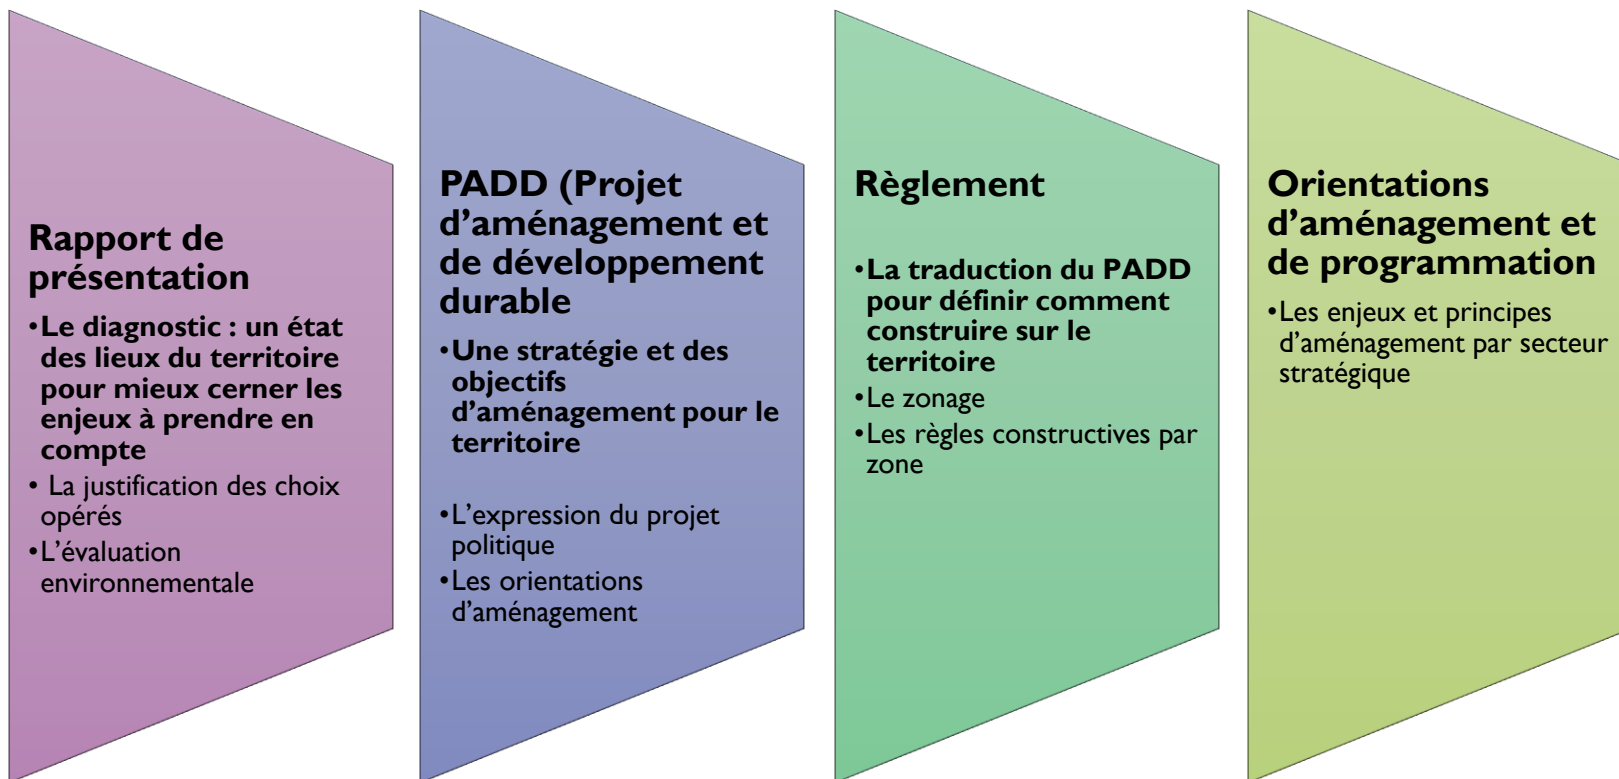 Rapport de
présentation
•Le diagnostic : un état
des lieux du territoire
pour mieux cerner les
enjeux à prendre en
compte
• La justification des choix
opérés
•L’évaluation
environnementale
PADD (Projet
d’aménagement et
de développement
durable
•Une stratégie et des
objectifs
d’aménagement pour le
territoire
•L’expression du projet
politique
•Les orientations
d’aménagement
Règlement
•La traduction du PADD
pour définir comment
construire sur le
territoire
•Le zonage
•Les règles constructives par
zone
Orientations
d’aménagement et
de programmation
•Les enjeux et principes
d’aménagement par secteur
stratégique